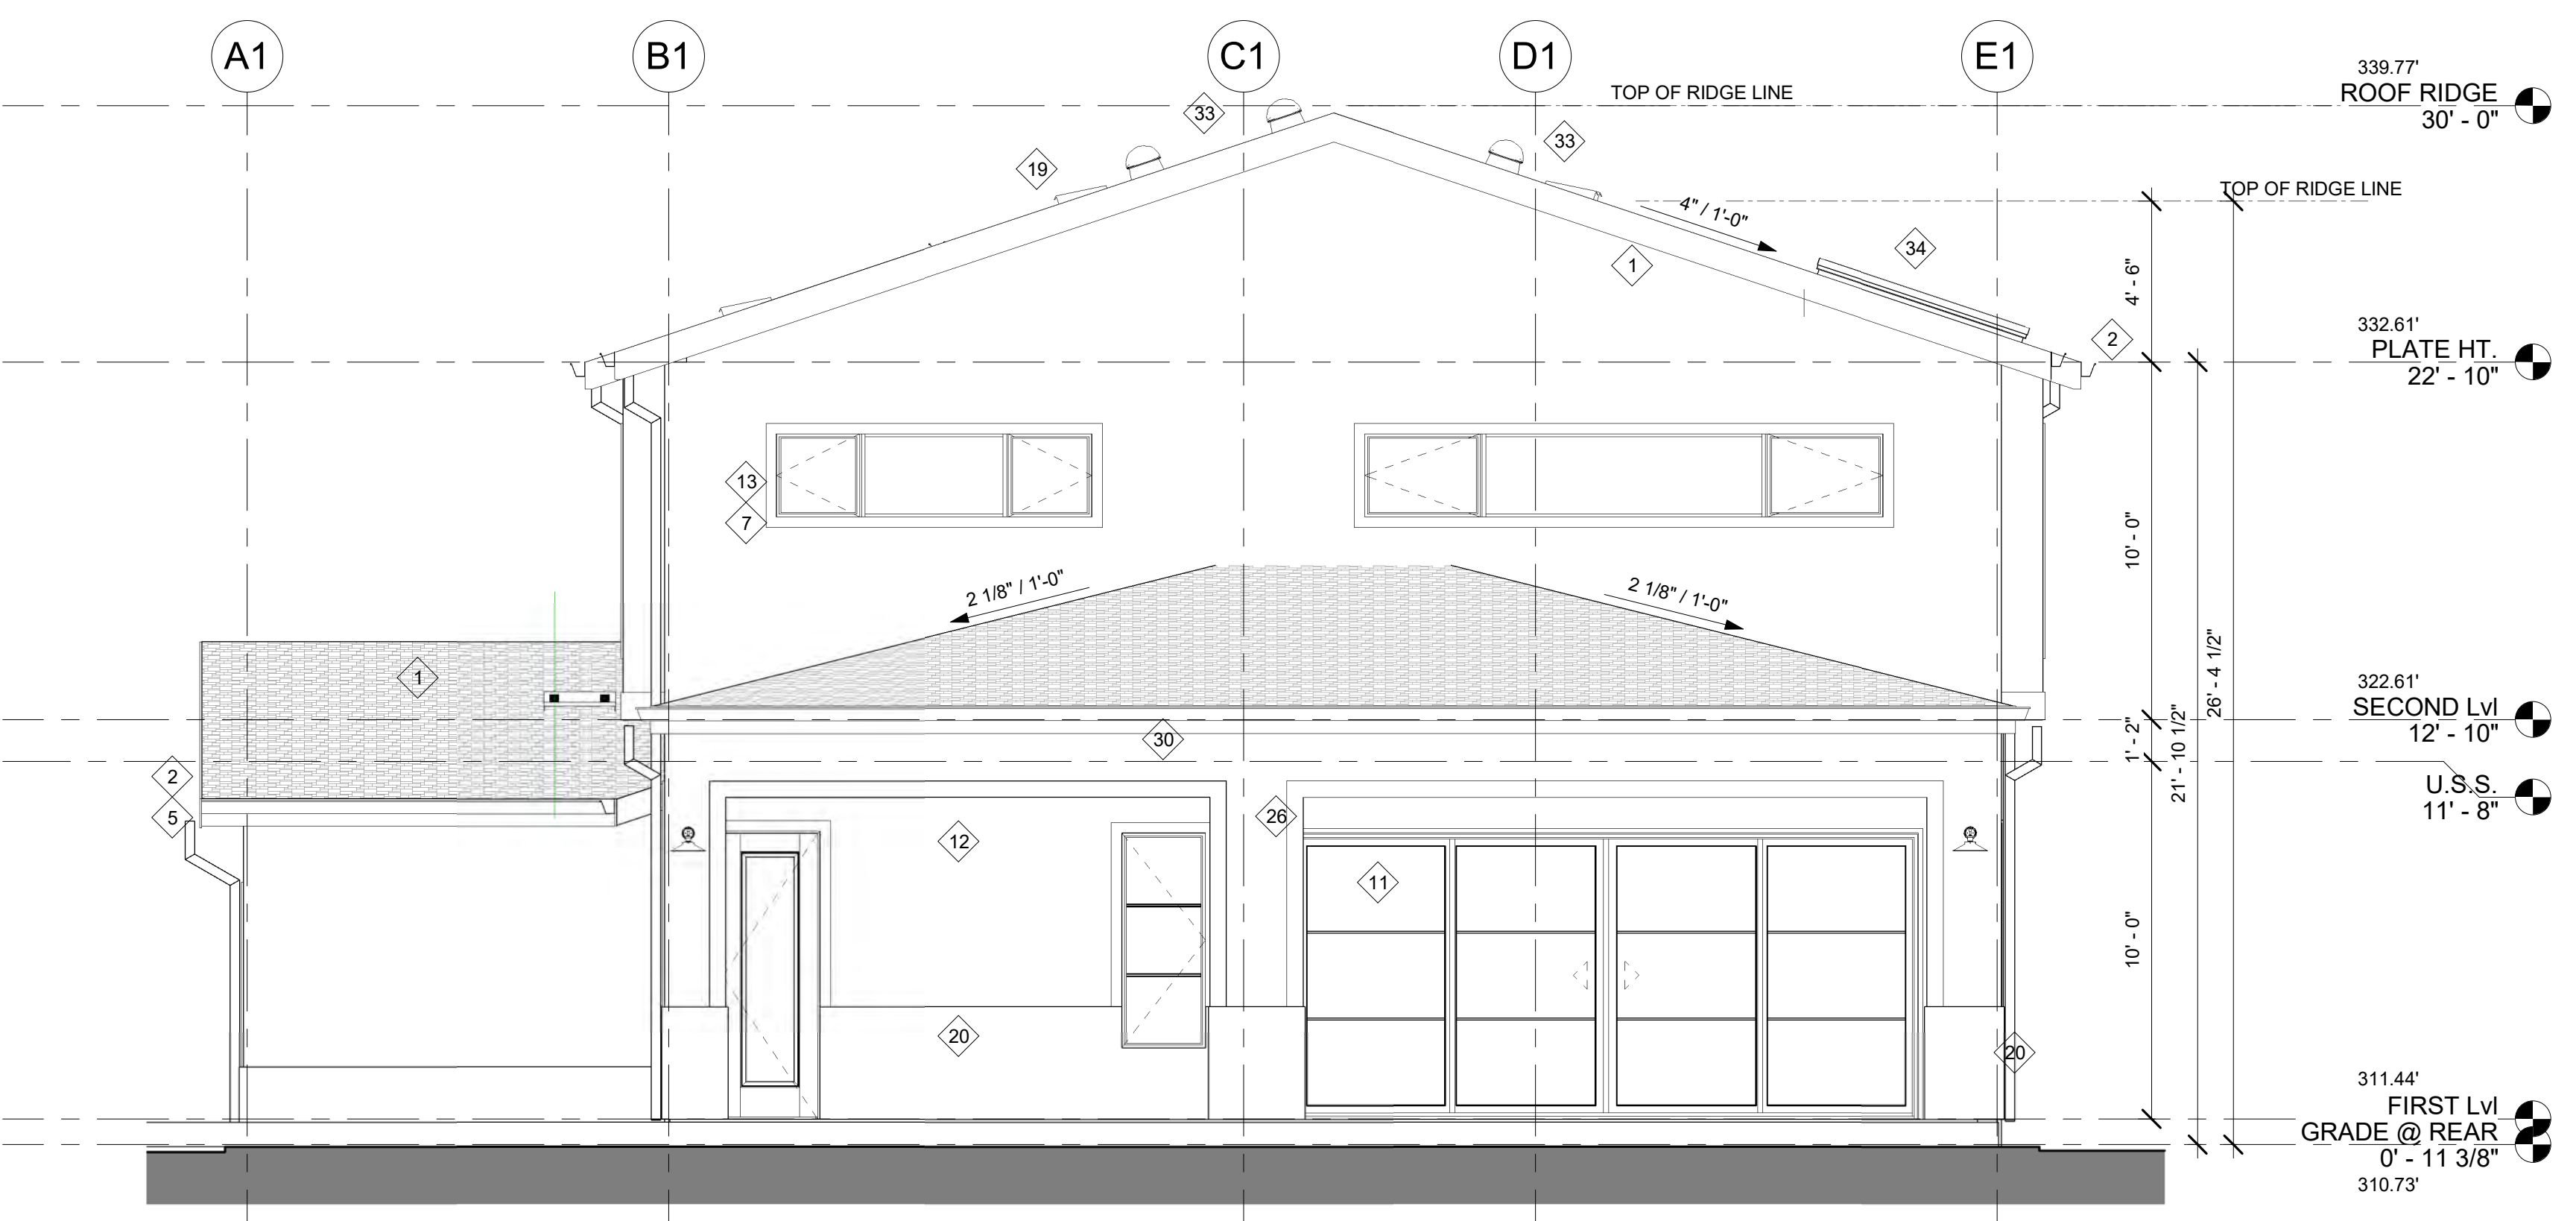 A1
B1
C1
D1
E1
339.77'
ROOF RIDGE
30' - 0"
TOP OF RIDGE LINE
33
33
19
TOP OF RIDGE LINE
4" / 1'-0"
34
1
4' - 6"
2
332.61'
PLATE HT.
22' - 10"
13
7
10' - 0"
2 1/8" / 1'-0"
2 1/8" / 1'-0"
1
26' - 4 1/2"
322.61'
SECOND Lvl
12' - 10"
30
1' - 2"
21' - 10 1/2"
2
5
U.S.S.
11' - 8"
26
12
11
10' - 0"
20
20
311.44'
FIRST Lvl
GRADE @ REAR
0' - 11 3/8"
310.73'